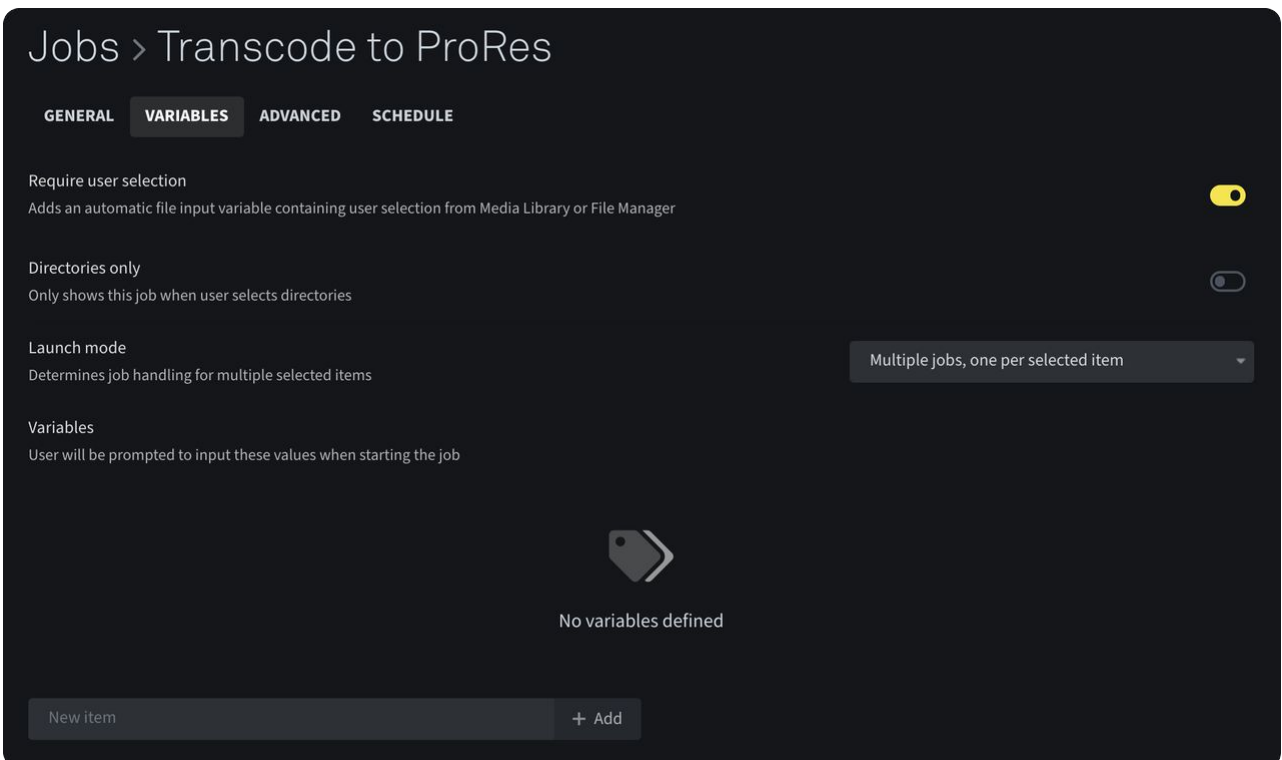 Jobs > Transcode to ProRes
GENERAL VARIABLES ADVANCED SCHEDULE
Require user selection
Adds an automatic file input variable containing user selection from Media Library or File Manager
Directories only
Only shows this job when user selects directories
Launch mode
Multiple jobs, one per selected item
Determines job handling for multiple selected items
Variables
User will be prompted to input these values when starting the job
No variables defined
New item + Add